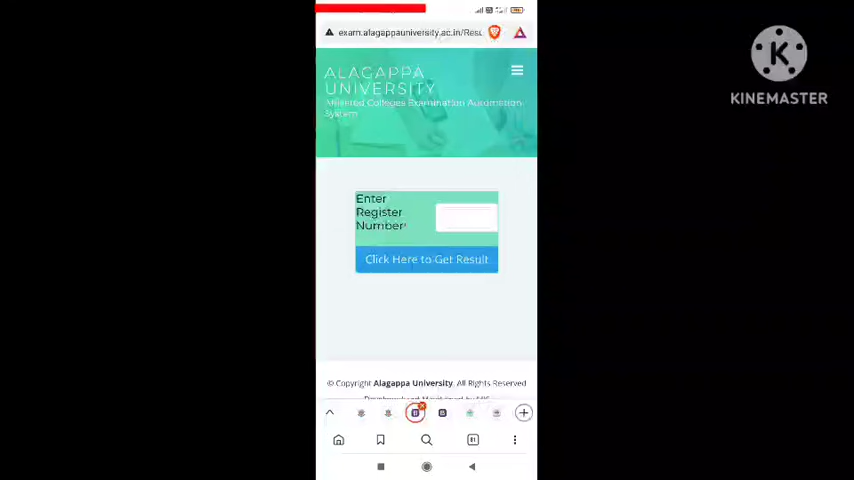 exam.alagappauniversity.ac.in/Resu
ALAGAPPA
UNIVERSITY
Affiliated Colleges Examination Automation
System
Enter
Register
Number
Click Here to Get Result
© Copyright Alagappa University. All Rights Reserved
81
K
KINEMASTER